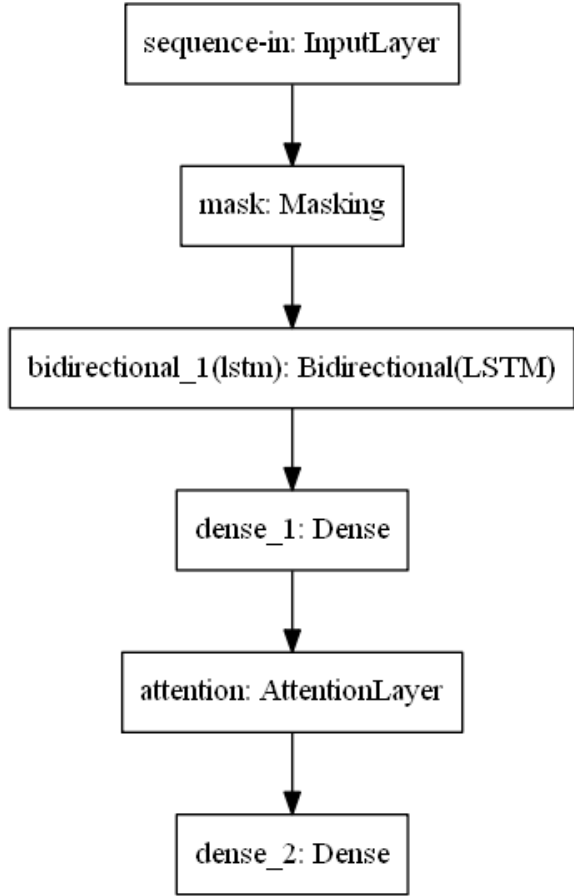 sequence-in: InputLayer
mask: Masking
bidirectional_1(lstm): Bidirectional(LSTM)
dense_1: Dense
attention: AttentionLayer
dense_2: Dense